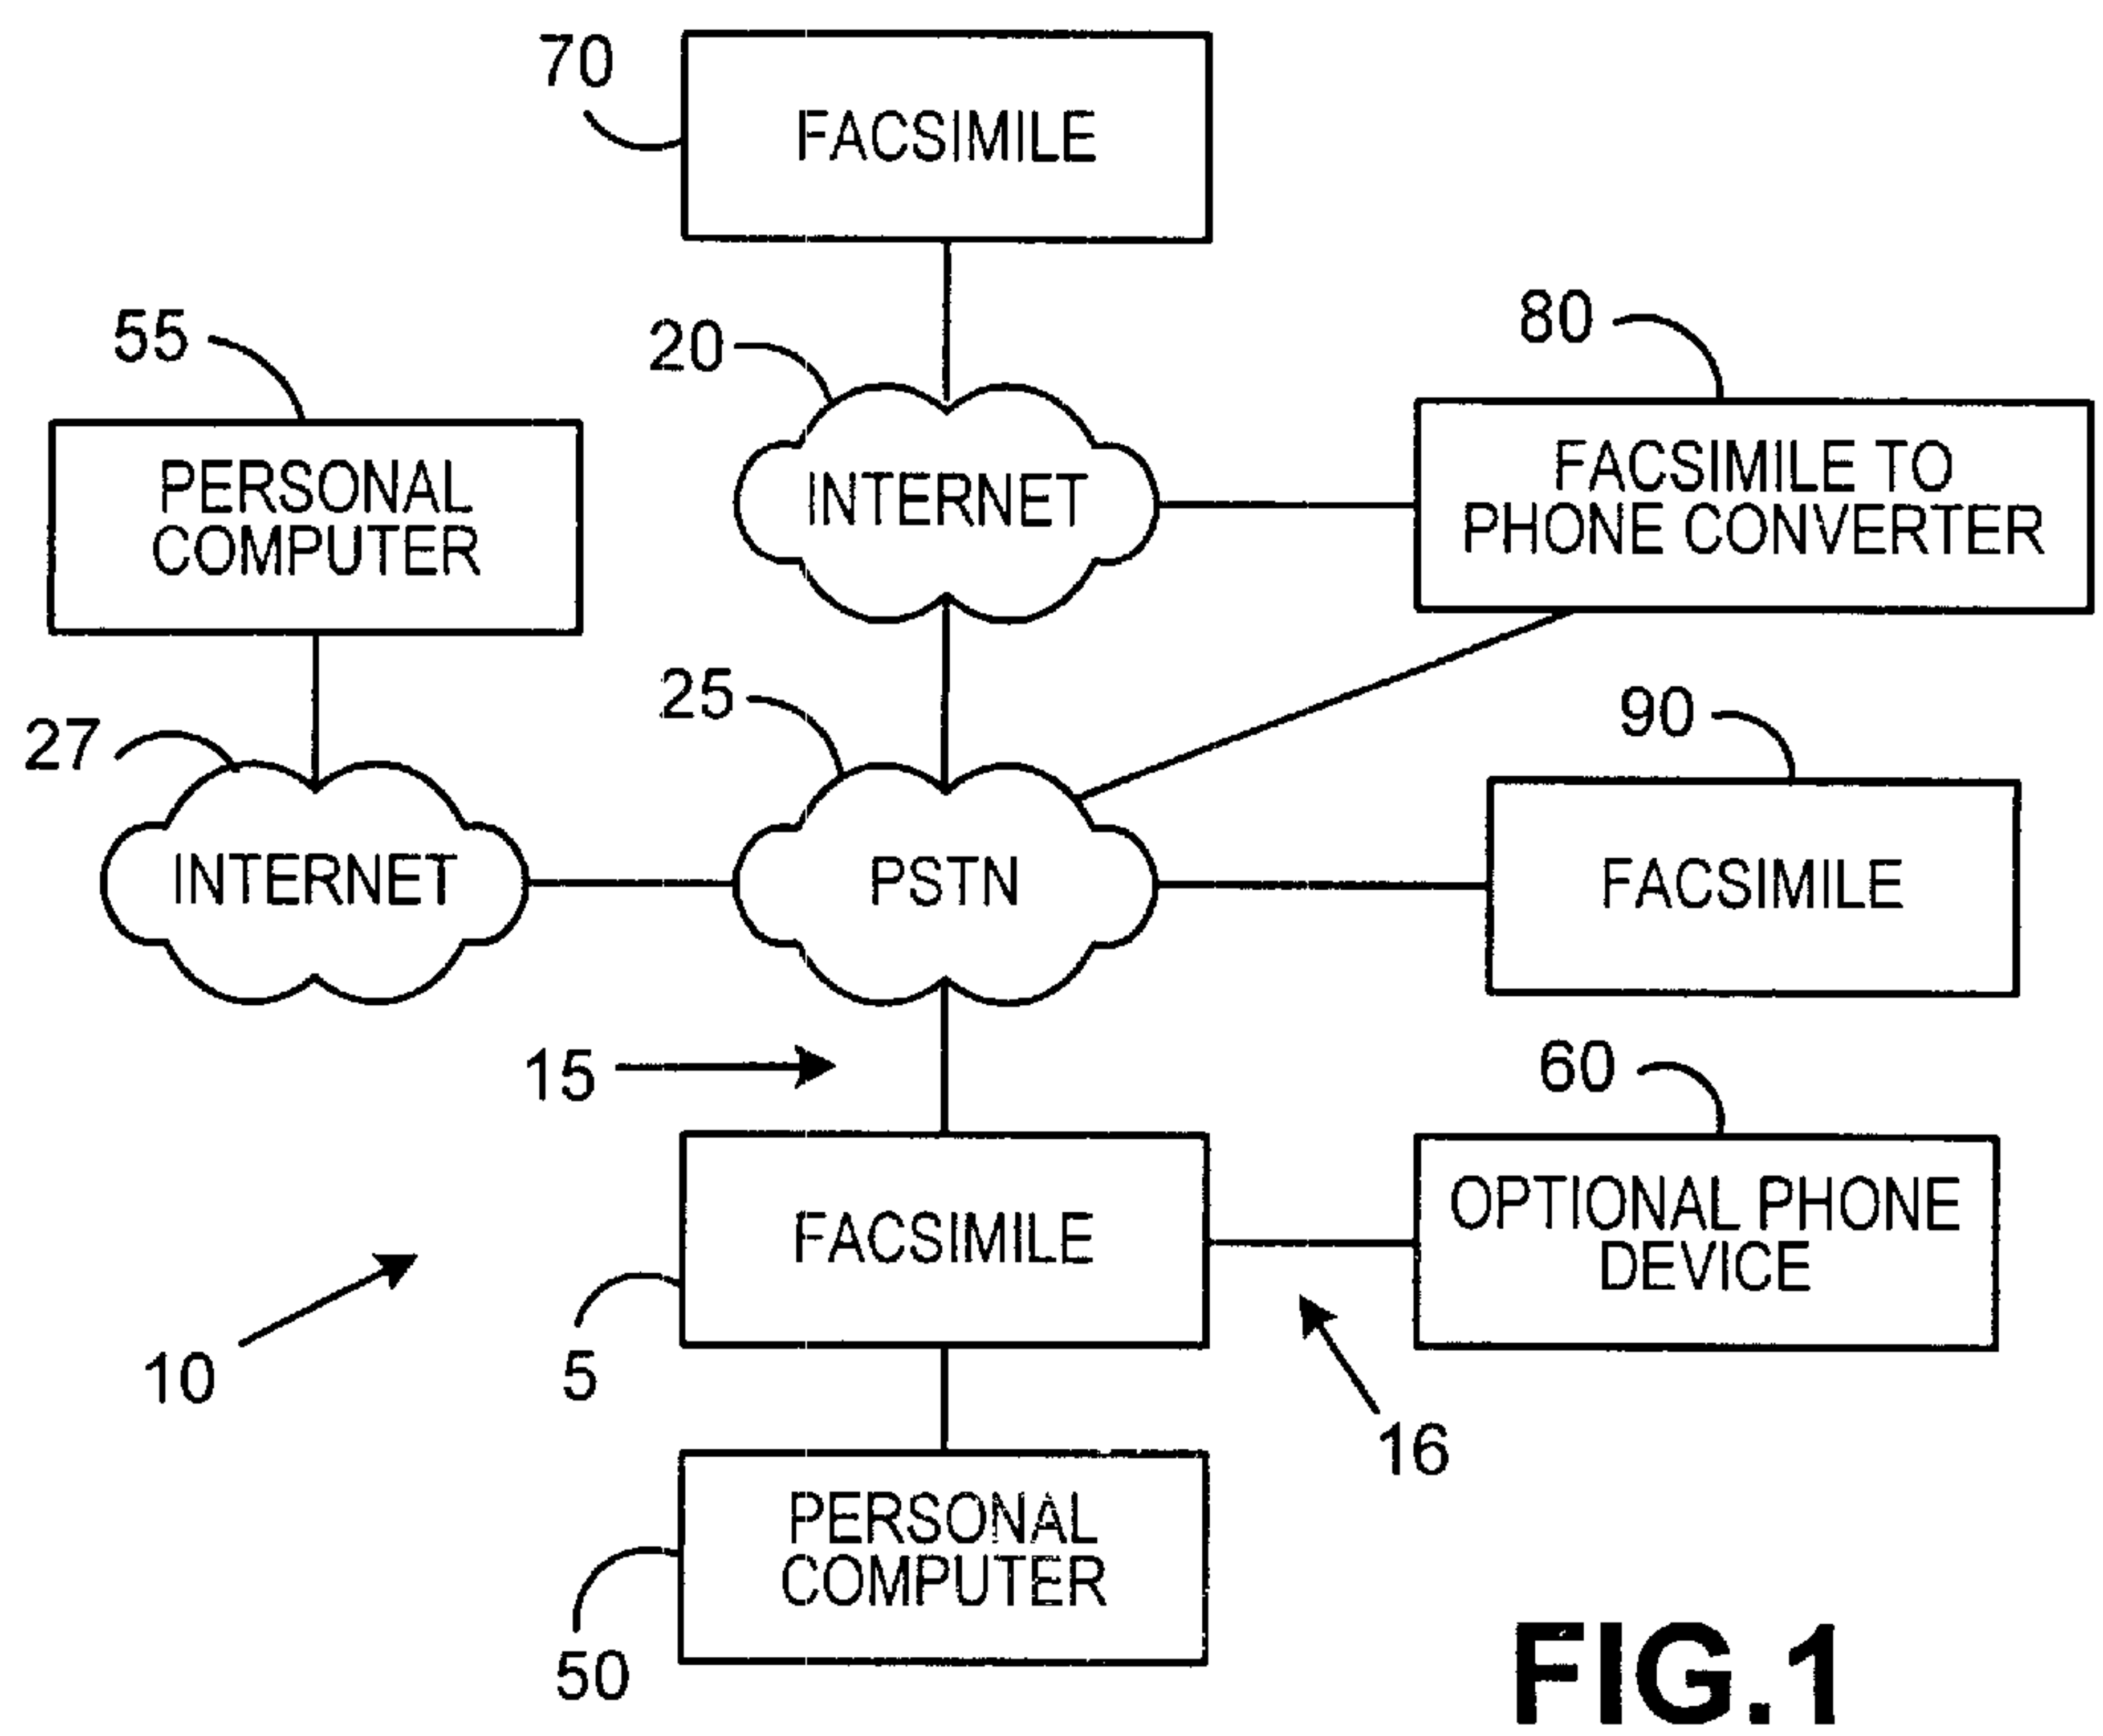 70
FACSIMILE
55
20
80
PERSONAL
COMPUTER
INTERNET
FACSIMILE TO
PHONE CONVERTER
27
25
90
INTERNET
PSTN
FACSIMILE
15
60
FACSIMILE
OPTIONAL PHONE
DEVICE
10
5
16
PERSONAL
COMPUTER
50
FIG.1